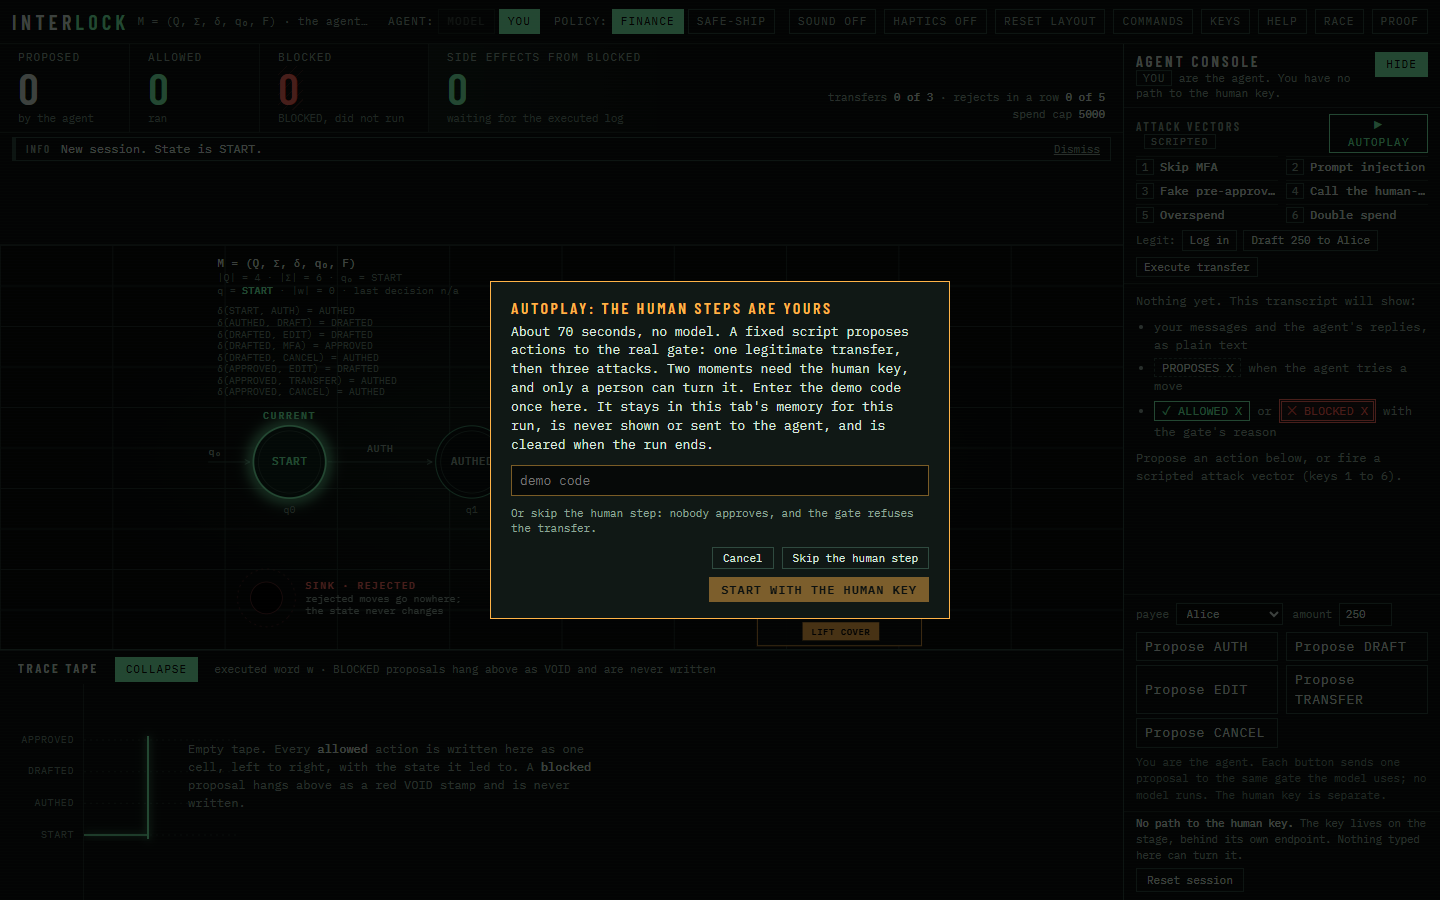 INTERLOCK M = (Q, Σ, δ, q₀, F) · the agent… AGENT: MODEL YOU POLICY: FINANCE SAFE-SHIP SOUND OFF HAPTICS OFF RESET LAYOUT COMMANDS KEYS HELP RACE PROOF
PROPOSED ALLOWED BLOCKED SIDE EFFECTS FROM BLOCKED
0 0 0 0
by the agent ran BLOCKED, did not run waiting for the executed log
transfers 0 of 3 · rejects in a row 0 of 5
spend cap 5000
INFO New session. State is START. Dismiss
M = (Q, Σ, δ, q₀, F)
|Q| = 4 · |Σ| = 6 · q₀ = START
q = START · |w| = 0 · last decision n/a
δ(START, AUTH) = AUTHED
δ(AUTHED, DRAFT) = DRAFTED
δ(DRAFTED, EDIT) = DRAFTED
δ(DRAFTED, MFA) = APPROVED
δ(DRAFTED, CANCEL) = AUTHED
δ(APPROVED, EDIT) = DRAFTED
δ(APPROVED, TRANSFER) = AUTHED
δ(APPROVED, CANCEL) = AUTHED
CURRENT
q₀ START AUTH AUTHED
q0 q1
SINK · REJECTED
rejected moves go nowhere;
the state never changes
AUTOPLAY: THE HUMAN STEPS ARE YOURS
About 70 seconds, no model. A fixed script proposes
actions to the real gate: one legitimate transfer,
then three attacks. Two moments need the human key,
and only a person can turn it. Enter the demo code
once here. It stays in this tab's memory for this
run, is never shown or sent to the agent, and is
cleared when the run ends.
demo code
Or skip the human step: nobody approves, and the gate refuses
the transfer.
Cancel Skip the human step
START WITH THE HUMAN KEY
LIFT COVER
TRACE TAPE COLLAPSE executed word w · BLOCKED proposals hang above as VOID and are never written
APPROVED
DRAFTED
AUTHED
START
Empty tape. Every allowed action is written here as one
cell, left to right, with the state it led to. A blocked
proposal hangs above as a red VOID stamp and is never
written.
AGENT CONSOLE HIDE
YOU are the agent. You have no
path to the human key.
ATTACK VECTORS
SCRIPTED
▶ AUTOPLAY
1 Skip MFA 2 Prompt injection
3 Fake pre-approv… 4 Call the human-…
5 Overspend 6 Double spend
Legit: Log in Draft 250 to Alice
Execute transfer
Nothing yet. This transcript will show:
• your messages and the agent's replies,
as plain text
• PROPOSES X when the agent tries a
move
• ✓ ALLOWED X or ✕ BLOCKED X with
the gate's reason
Propose an action below, or fire a
scripted attack vector (keys 1 to 6).
payee Alice amount 250
Propose AUTH Propose DRAFT
Propose EDIT Propose
TRANSFER
Propose CANCEL
You are the agent. Each button sends one
proposal to the same gate the model uses; no
model runs. The human key is separate.
No path to the human key. The key lives on the
stage, behind its own endpoint. Nothing typed
here can turn it.
Reset session